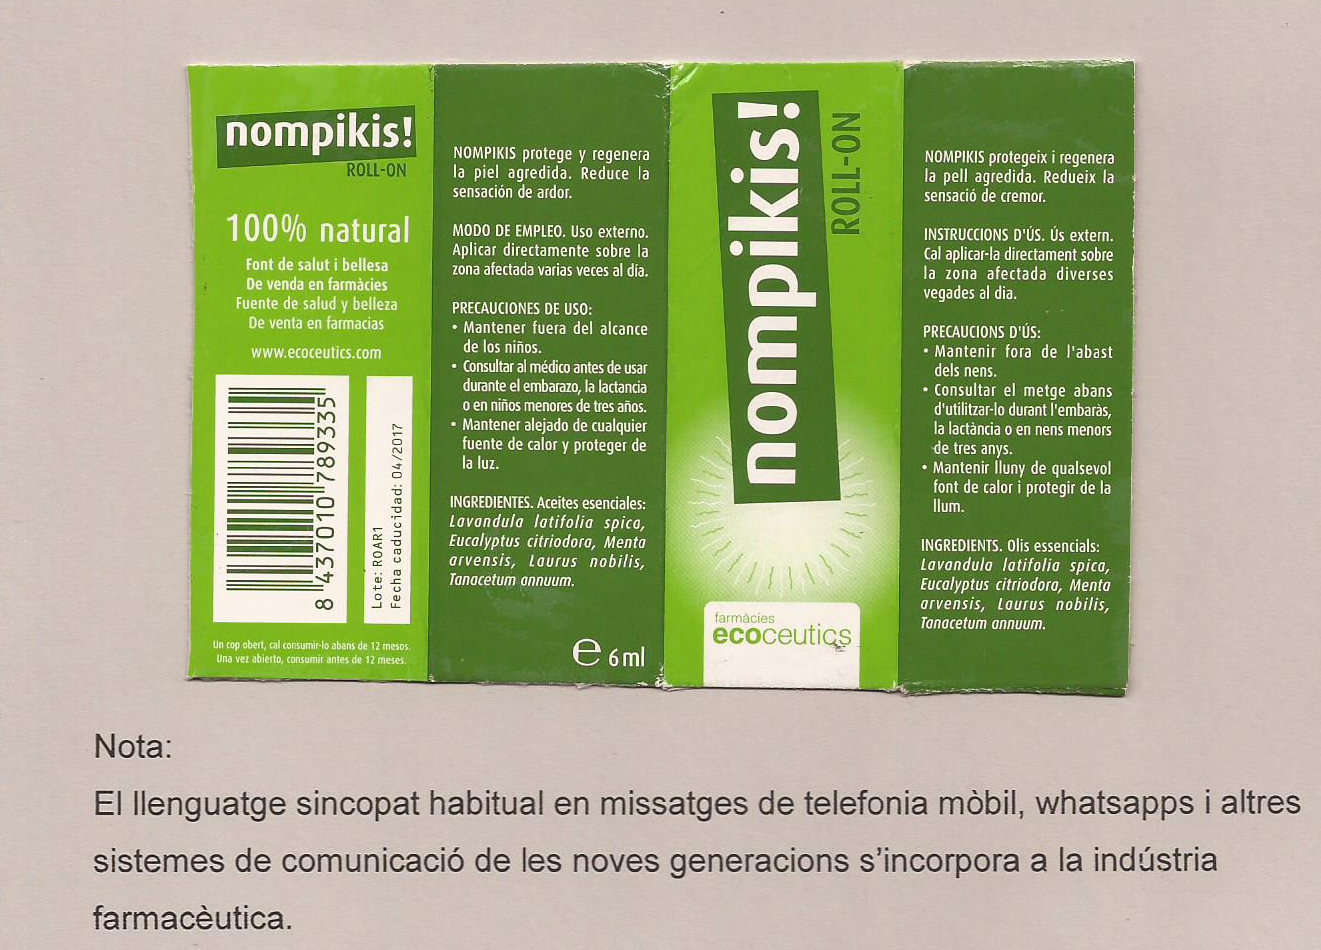 nompikis!
ROLL-ON
100% natural
Font de salut i bellesa
De venda en farmàcies
Fuente de salud y belleza
De venta en farmacias
www.ecoceutics.com
8 437010 789335
Lote: ROAR1
Fecha caducidad: 04/2017
Un cop obert, cal consumir-lo abans de 12 mesos.
Una vez abierto, consumir antes de 12 meses.
NOMPIKIS protege y regenera
la piel agredida. Reduce la
sensación de ardor.
MODO DE EMPLEO. Uso externo.
Aplicar directamente sobre la
zona afectada varias veces al día.
PRECAUCIONES DE USO:
• Mantener fuera del alcance
de los niños.
• Consultar al médico antes de usar
durante el embarazo, la lactancia
o en niños menores de tres años.
• Mantener alejado de cualquier
fuente de calor y proteger de
la luz.
INGREDIENTES. Aceites esenciales:
Lavandula latifolia spica,
Eucalyptus citriodora, Menta
arvensis, Laurus nobilis,
Tanacetum annuum.
e 6 ml
nompikis!
ROLL-ON
farmàcies
ecoceutics
NOMPIKIS protegeix i regenera
la pell agredida. Redueix la
sensació de cremor.
INSTRUCCIONS D'ÚS. Ús extern.
Cal aplicar-la directament sobre
la zona afectada diverses
vegades al dia.
PRECAUCIONS D'ÚS:
• Mantenir fora de l'abast
dels nens.
• Consultar el metge abans
d'utilitzar-lo durant l'embaràs,
la lactància o en nens menors
de tres anys.
• Mantenir lluny de qualsevol
font de calor i protegir de la
llum.
INGREDIENTS. Olis essencials:
Lavandula latifolia spica,
Eucalyptus citriodora, Menta
arvensis, Laurus nobilis,
Tanacetum annuum.
Nota:
El llenguatge sincopat habitual en missatges de telefonia mòbil, whatsapps i altres
sistemes de comunicació de les noves generacions s'incorpora a la indústria
farmacèutica.